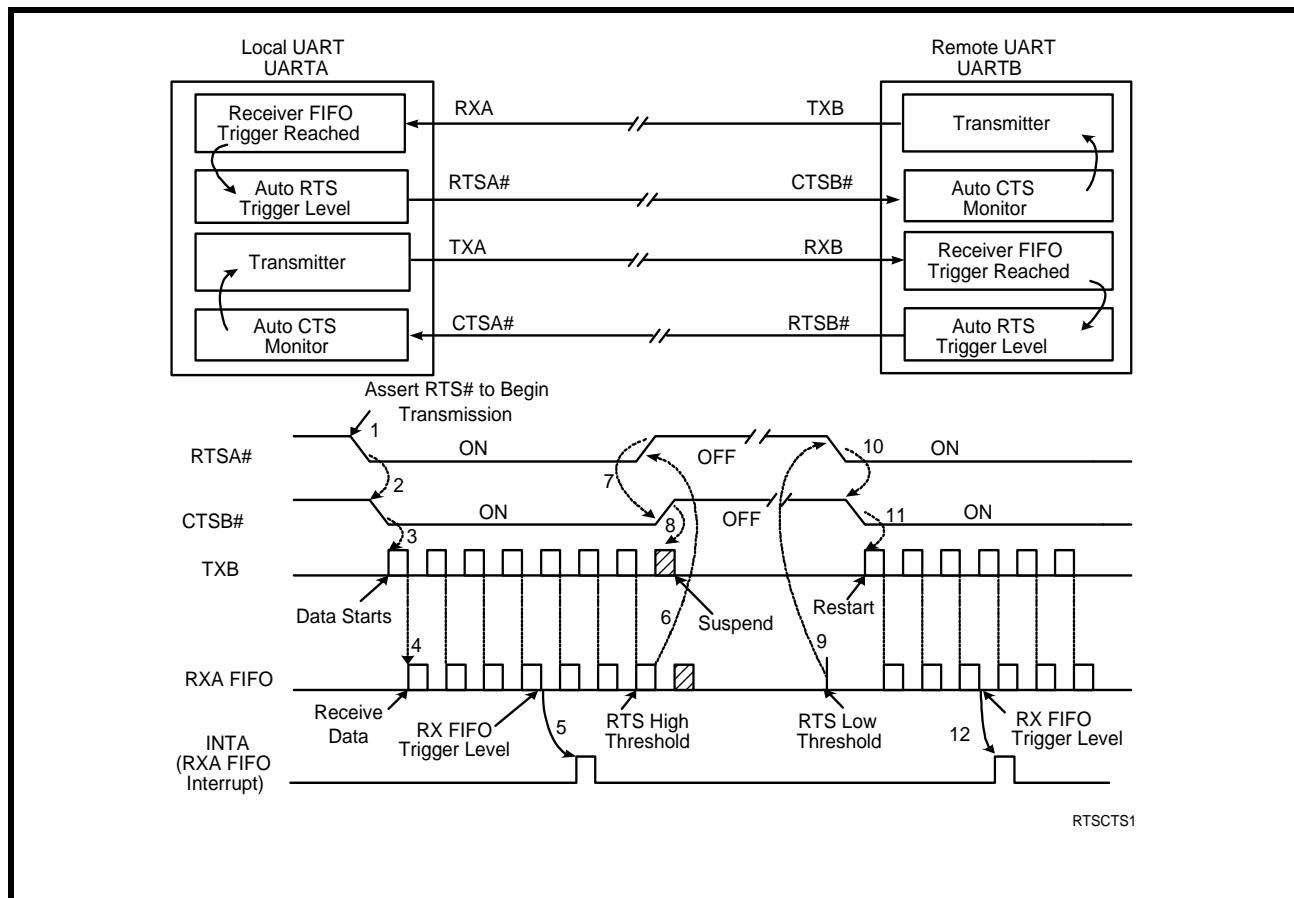 Local UART
UARTA
Remote UART
UARTB
Receiver FIFO
Trigger Reached
RXA
TXB
Transmitter
Auto RTS
Trigger Level
RTSA#
CTSB#
Auto CTS
Monitor
Transmitter
TXA
RXB
Receiver FIFO
Trigger Reached
Auto CTS
Monitor
CTSA#
RTSB#
Auto RTS
Trigger Level
Assert RTS# to Begin
Transmission
RTSA#
1
ON
OFF
10
ON
2
7
CTSB#
ON
8
OFF
11
ON
3
TXB
Data Starts
6
Suspend
Restart
4
9
RXA FIFO
Receive
Data
RX FIFO
Trigger Level
5
RTS High
Threshold
RTS Low
Threshold
12
RX FIFO
Trigger Level
INTA
(RXA FIFO
Interrupt)
RTSCTS1